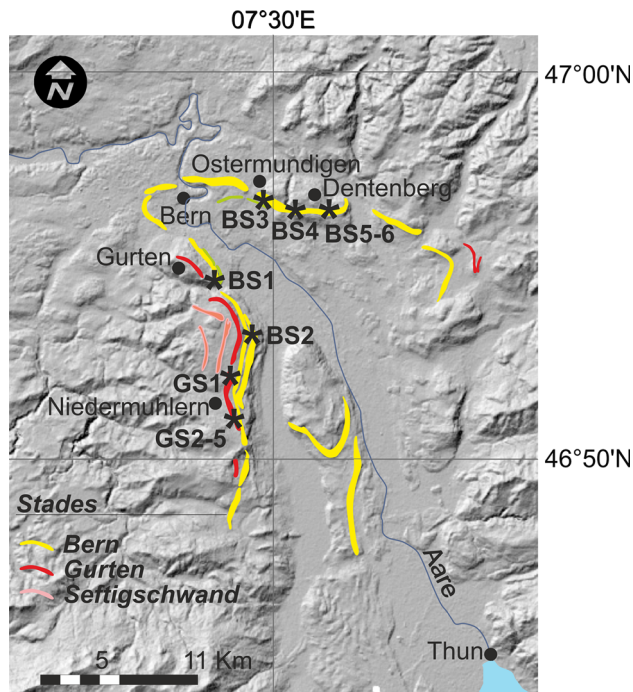 07°30'E
47°00'N
N
Ostermundigen
Dentenberg
Bern
BS3
BS4
BS5-6
Gurten
BS1
BS2
GS1
Niedermuhlern
GS2-5
46°50'N
Stades
Bern
Gurten
Seftigschwand
Aare
Thun
5 11 Km